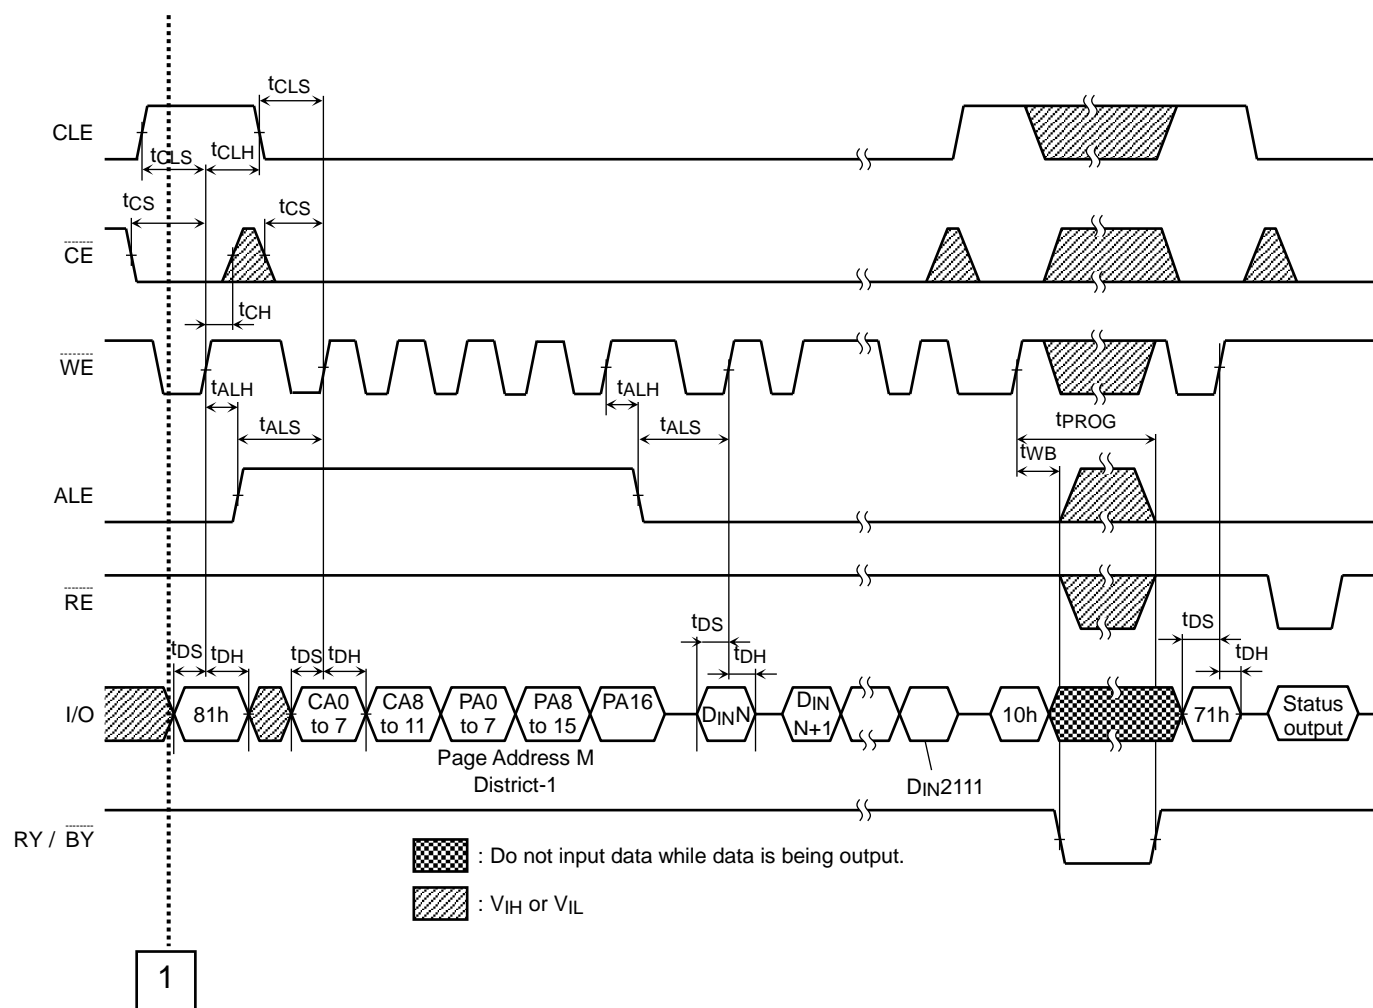 tCLS
CLE
tCLS tCLH
tCS tCS
CE
tCH
WE
tALH tALH
tALS tALS tPROG
tWB
ALE
RE
tDS tDH tDS tDH tDS tDH tDS tDH
I/O 81h CA0 to 7 CA8 to 11 PA0 to 7 PA8 to 15 PA16 DINN DIN N+1 10h 71h Status output
Page Address M
District-1
DIN2111
RY / BY
: Do not input data while data is being output.
: VIH or VIL
1